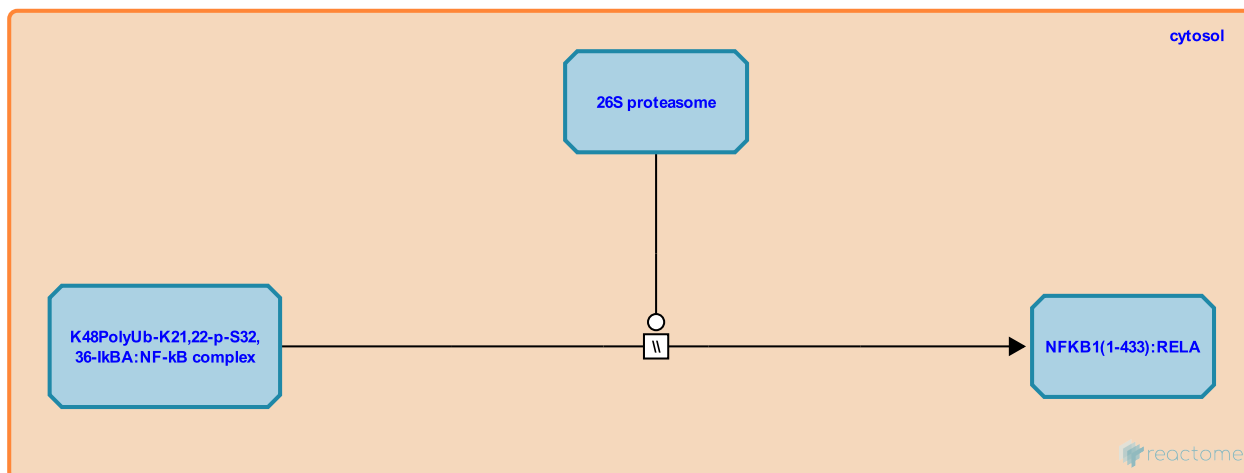 cytosol
26S proteasome
K48PolyUb-K21,22-p-S32,
36-IkBA:NF-kB complex
\\
NFKB1(1-433):RELA
reactome